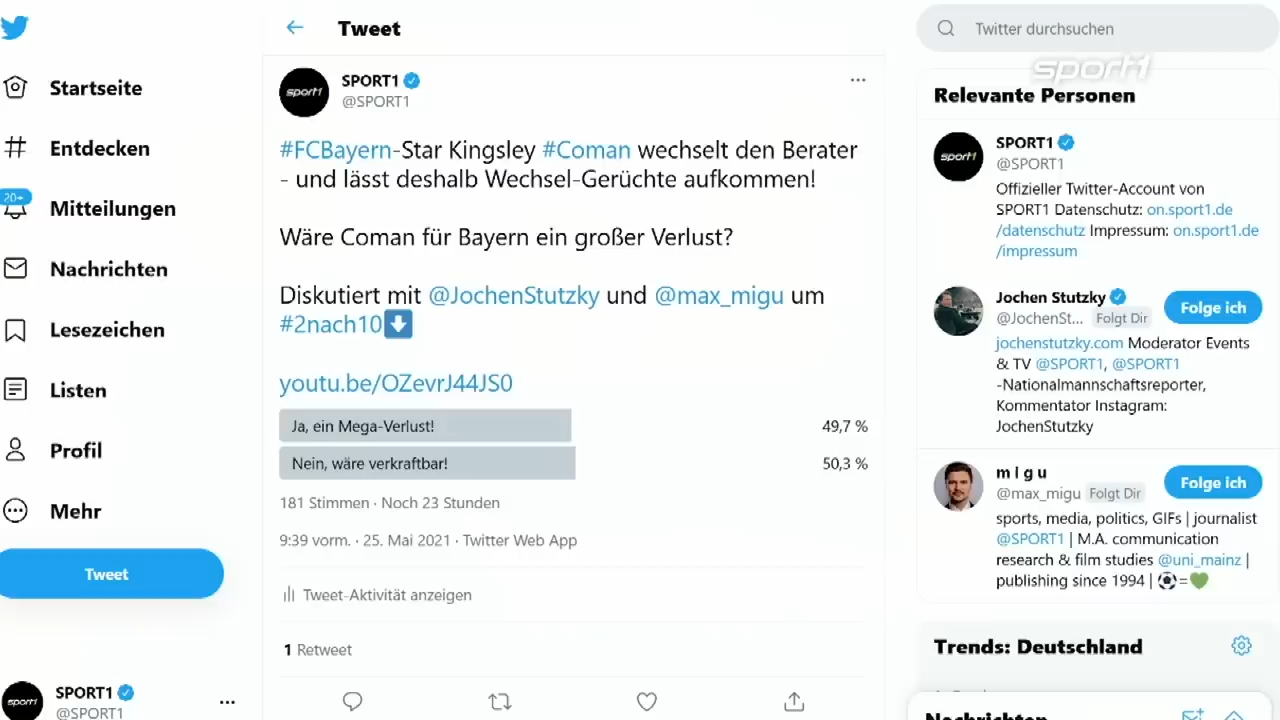 Startseite
Entdecken
20+
Mitteilungen
Nachrichten
Lesezeichen
Listen
Profil
Mehr
Tweet
sport1
SPORT1
@SPORT1
Tweet
sport1
SPORT1
@SPORT1
#FCBayern-Star Kingsley #Coman wechselt den Berater
- und lässt deshalb Wechsel-Gerüchte aufkommen!
Wäre Coman für Bayern ein großer Verlust?
Diskutiert mit @JochenStutzky und @max_migu um
#2nach10⬇️
youtu.be/OZevrJ44JS0
Ja, ein Mega-Verlust! 49,7 %
Nein, wäre verkraftbar! 50,3 %
181 Stimmen · Noch 23 Stunden
9:39 vorm. · 25. Mai 2021 · Twitter Web App
Tweet-Aktivität anzeigen
1 Retweet
Twitter durchsuchen
sport1
Relevante Personen
sport1
SPORT1
@SPORT1
Offizieller Twitter-Account von
SPORT1 Datenschutz: on.sport1.de
/datenschutz Impressum: on.sport1.de
/impressum
Jochen Stutzky
@JochenSt... Folgt Dir
Folge ich
jochenstutzky.com Moderator Events
& TV @SPORT1, @SPORT1
-Nationalmannschaftsreporter,
Kommentator Instagram:
JochenStutzky
m i g u
@max_migu Folgt Dir
Folge ich
sports, media, politics, GIFs | journalist
@SPORT1 | M.A. communication
research & film studies @uni_mainz |
publishing since 1994 | ⚽=💚
Trends: Deutschland
Nachrichten